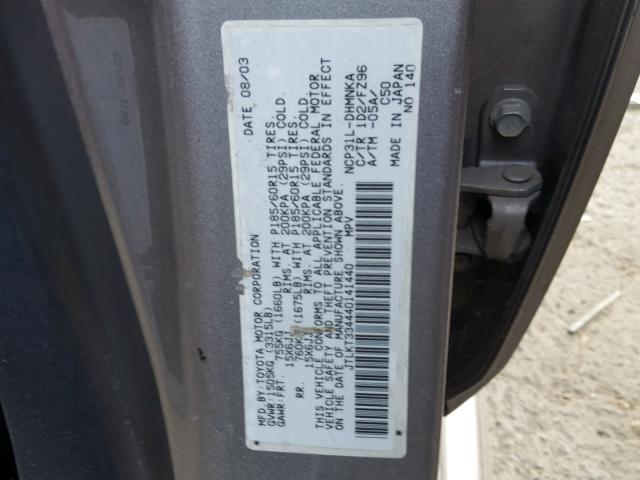 MFD.BY:TOYOTA MOTOR CORPORATION DATE 08/03
GVWR:1505KG (3315LB)
GAWR:FRT. 755KG (1660LB) WITH P185/60R15 TIRES.
15X6JJ RIMS. AT 200KPA (29PSI) COLD.
RR. 760KG (1675LB) WITH P185/60R15 TIRES.
15X6JJ RIMS. AT 200KPA (29PSI) COLD.
THIS VEHICLE CONFORMS TO ALL APPLICABLE FEDERAL MOTOR
VEHICLE SAFETY AND THEFT PREVENTION STANDARDS IN EFFECT
ON THE DATE OF MANUFACTURE SHOWN ABOVE.
JTLKT334440141440 MPV NCP31L-DHMNKA
C/TR 1D2/FZ96
A/TM -05A/
C50
MADE IN JAPAN
NO 140